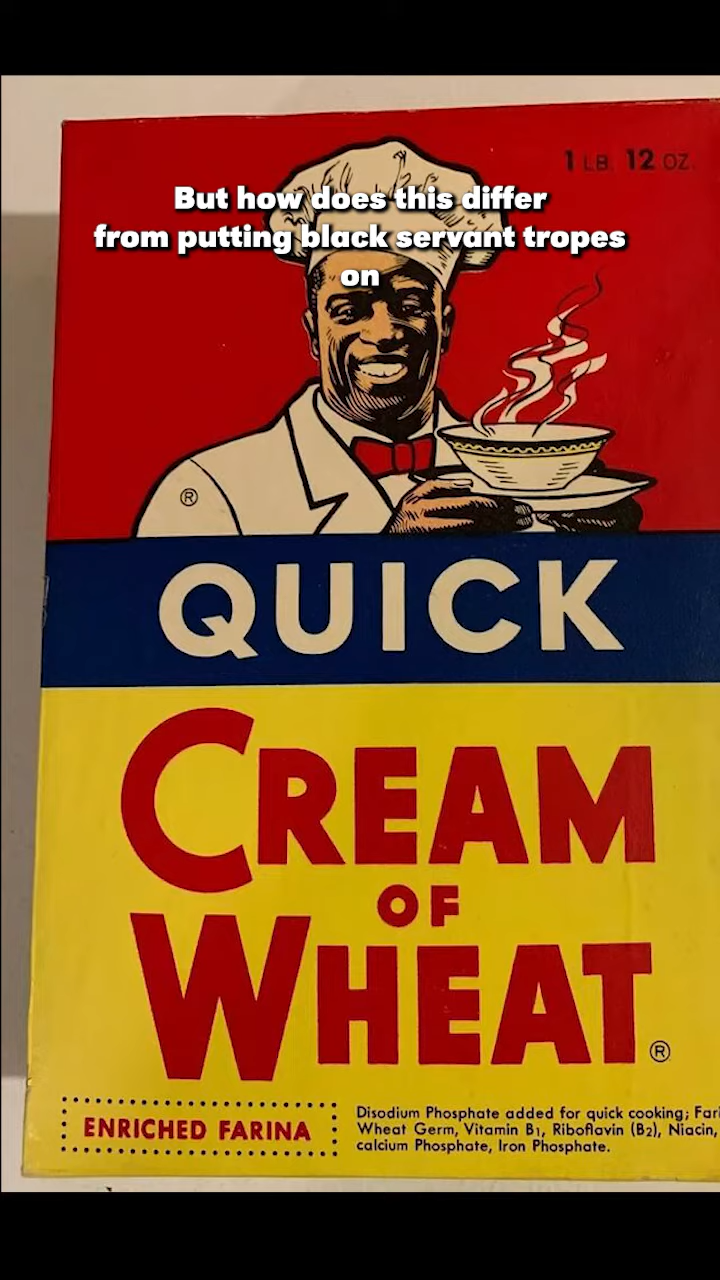 1 LB. 12 OZ.
But how does this differ
from putting black servant tropes
on
®
QUICK
CREAM
OF
WHEAT®
ENRICHED FARINA
Disodium Phosphate added for quick cooking; Fari
Wheat Germ, Vitamin B1, Riboflavin (B2), Niacin,
calcium Phosphate, Iron Phosphate.